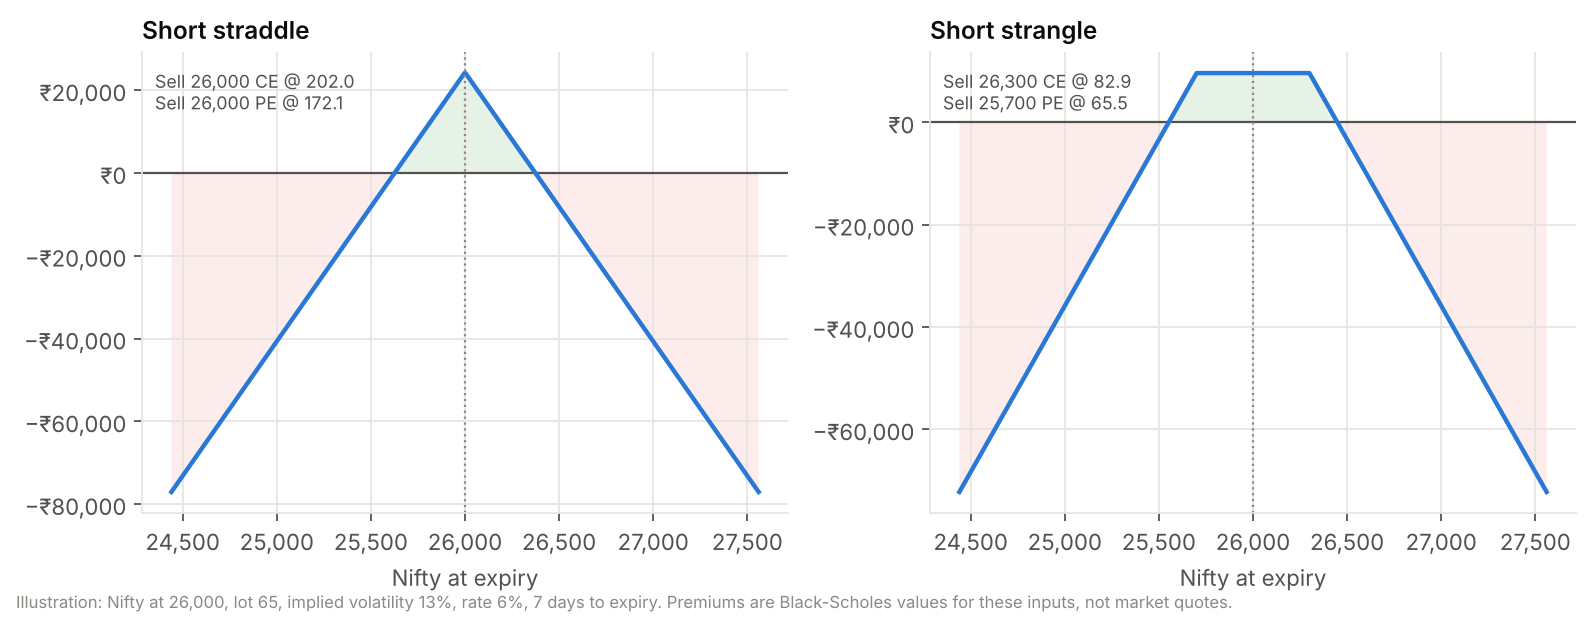 Short straddle
Sell 26,000 CE @ 202.0
Sell 26,000 PE @ 172.1
₹20,000
₹0
−₹20,000
−₹40,000
−₹60,000
−₹80,000
24,500 25,000 25,500 26,000 26,500 27,000 27,500
Nifty at expiry
Short strangle
Sell 26,300 CE @ 82.9
Sell 25,700 PE @ 65.5
₹0
−₹20,000
−₹40,000
−₹60,000
24,500 25,000 25,500 26,000 26,500 27,000 27,500
Nifty at expiry
Illustration: Nifty at 26,000, lot 65, implied volatility 13%, rate 6%, 7 days to expiry. Premiums are Black-Scholes values for these inputs, not market quotes.